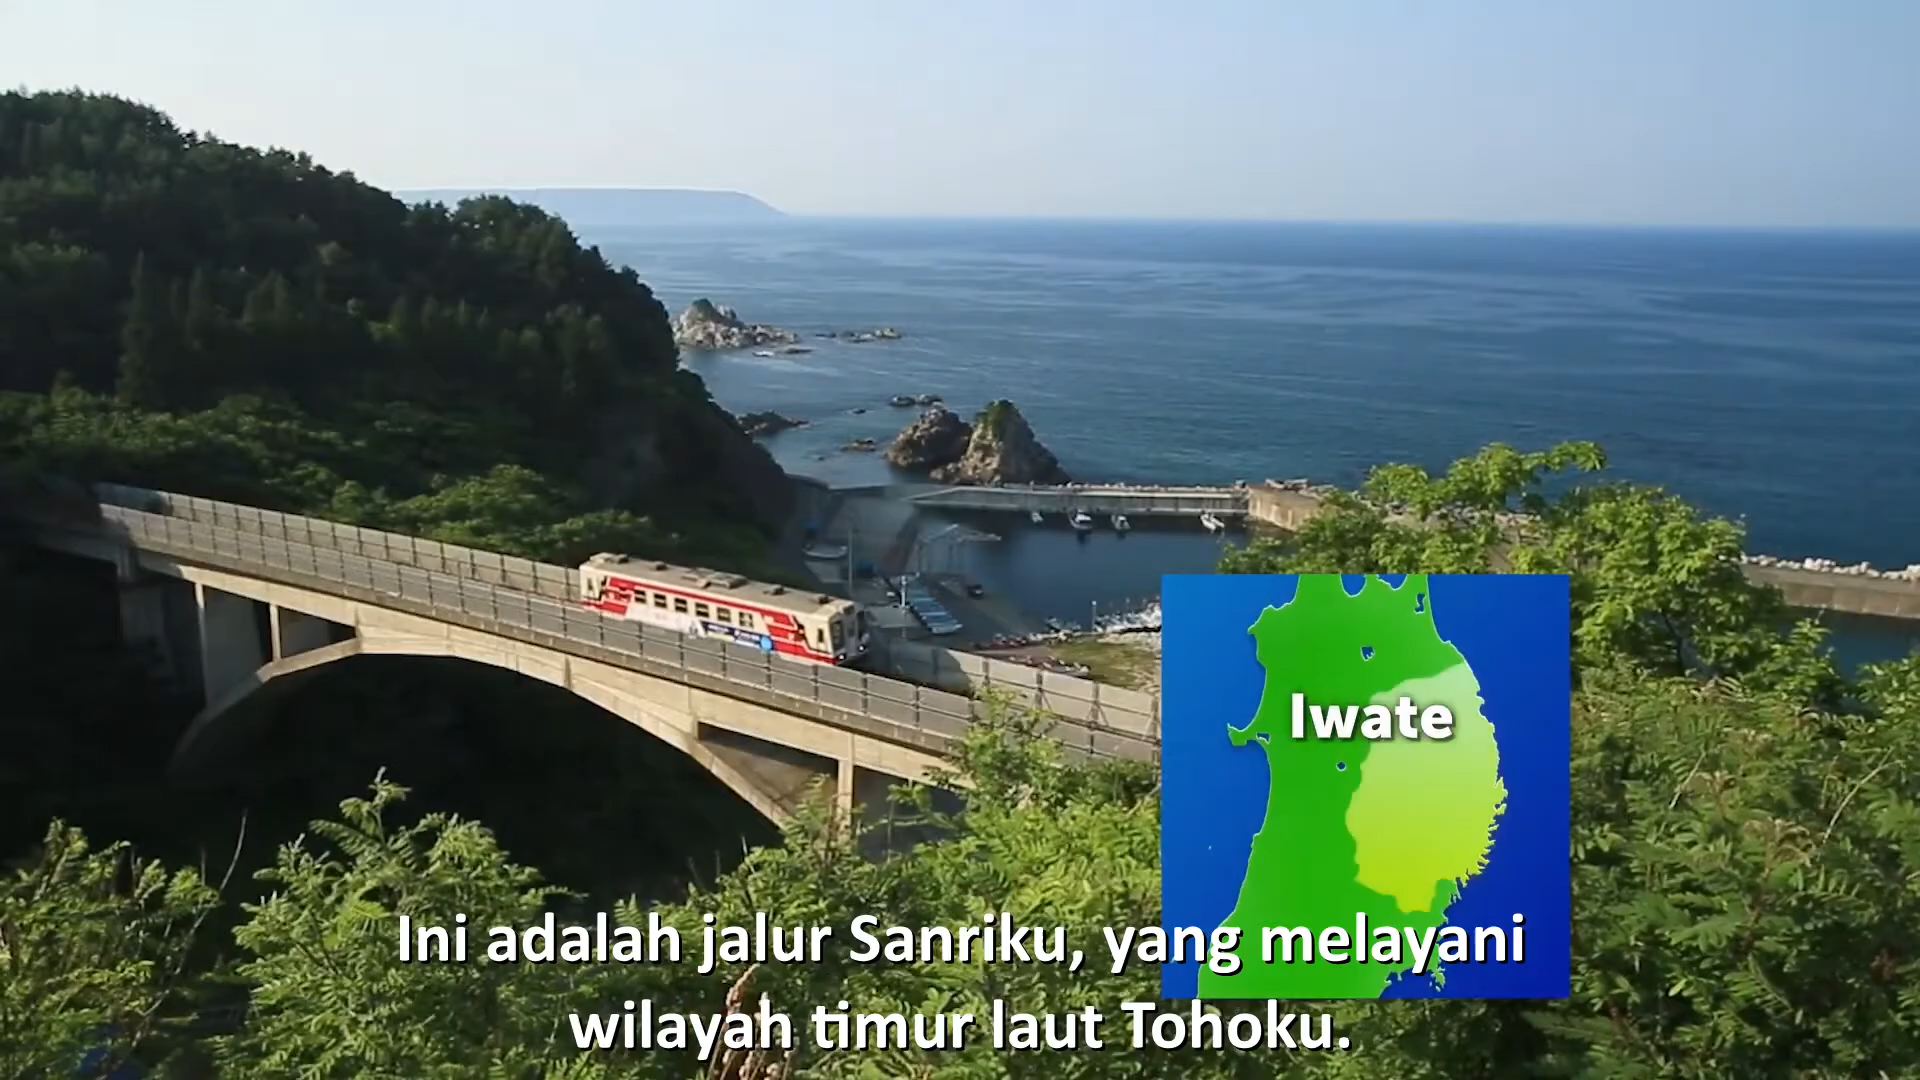 Iwate
Ini adalah jalur Sanriku, yang melayani
wilayah timur laut Tohoku.